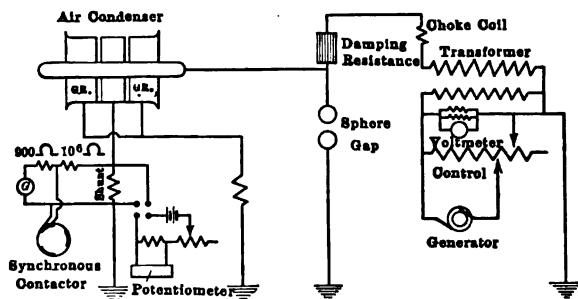 Air Condenser
Choke Coil
Damping
Resistance
Transformer
G.R.
G.R.
Sphere
Gap
Voltmeter
Control
900 Ω 10⁶ Ω
Shunt
G
Generator
Synchronous
Contactor
Potentiometer